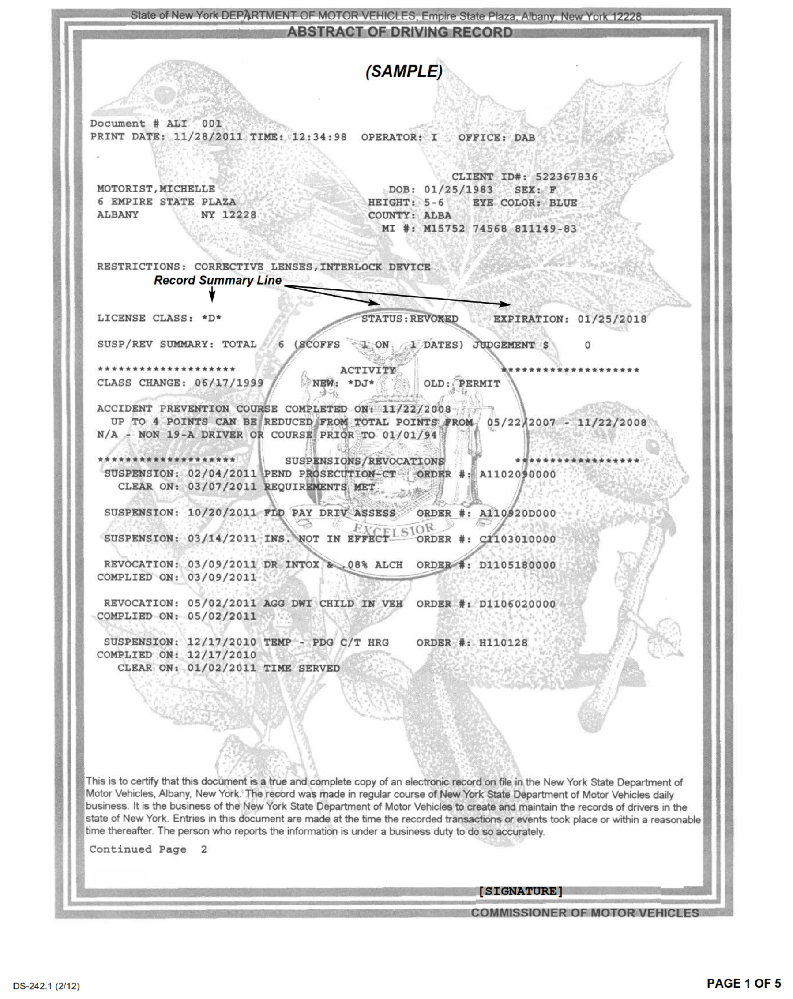 State of New York DEPARTMENT OF MOTOR VEHICLES, Empire State Plaza, Albany, New York 12228
ABSTRACT OF DRIVING RECORD
(SAMPLE)
Document # ALI 001
PRINT DATE: 11/28/2011 TIME: 12:34:98 OPERATOR: I OFFICE: DAB
CLIENT ID#: 522367836
MOTORIST,MICHELLE DOB: 01/25/1983 SEX: F
6 EMPIRE STATE PLAZA HEIGHT: 5-6 EYE COLOR: BLUE
ALBANY NY 12228 COUNTY: ALBA
MI #: M15752 74568 811149-83
RESTRICTIONS: CORRECTIVE LENSES,INTERLOCK DEVICE
Record Summary Line
LICENSE CLASS: *D* STATUS:REVOKED EXPIRATION: 01/25/2018
SUSP/REV SUMMARY: TOTAL 6 (SCOFFS 1 ON 1 DATES) JUDGEMENT $ 0
******************** ACTIVITY ********************
CLASS CHANGE: 06/17/1999 NEW: *DJ* OLD: PERMIT
ACCIDENT PREVENTION COURSE COMPLETED ON: 11/22/2008
UP TO 4 POINTS CAN BE REDUCED FROM TOTAL POINTS FROM 05/22/2007 - 11/22/2008
N/A - NON 19-A DRIVER OR COURSE PRIOR TO 01/01/94
******************** SUSPENSIONS/REVOCATIONS ******************
SUSPENSION: 02/04/2011 PEND PROSECUTION-CT ORDER #: A1102090000
CLEAR ON: 03/07/2011 REQUIREMENTS MET
SUSPENSION: 10/20/2011 FLD PAY DRIV ASSESS ORDER #: A110920D000
EXCELSIOR
SUSPENSION: 03/14/2011 INS. NOT IN EFFECT ORDER #: C1103010000
REVOCATION: 03/09/2011 DR INTOX & .08% ALCH ORDER #: D1105180000
COMPLIED ON: 03/09/2011
REVOCATION: 05/02/2011 AGG DWI CHILD IN VEH ORDER #: D1106020000
COMPLIED ON: 05/02/2011
SUSPENSION: 12/17/2010 TEMP - PDG C/T HRG ORDER #: H110128
COMPLIED ON: 12/17/2010
CLEAR ON: 01/02/2011 TIME SERVED
This is to certify that this document is a true and complete copy of an electronic record on file in the New York State Department of
Motor Vehicles, Albany, New York. The record was made in regular course of New York State Department of Motor Vehicles daily
business. It is the business of the New York State Department of Motor Vehicles to create and maintain the records of drivers in the
state of New York. Entries in this document are made at the time the recorded transactions or events took place or within a reasonable
time thereafter. The person who reports the information is under a business duty to do so accurately.
Continued Page 2
[SIGNATURE]
COMMISSIONER OF MOTOR VEHICLES
DS-242.1 (2/12)
PAGE 1 OF 5